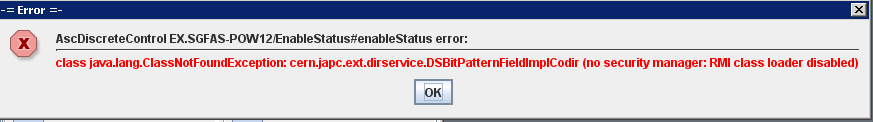 -= Error =-
AscDiscreteControl EX.SGFAS-POW12/EnableStatus#enableStatus error:
class java.lang.ClassNotFoundException: cern.japc.ext.dirservice.DSBitPatternFieldImplCodir (no security manager: RMI class loader disabled)
OK